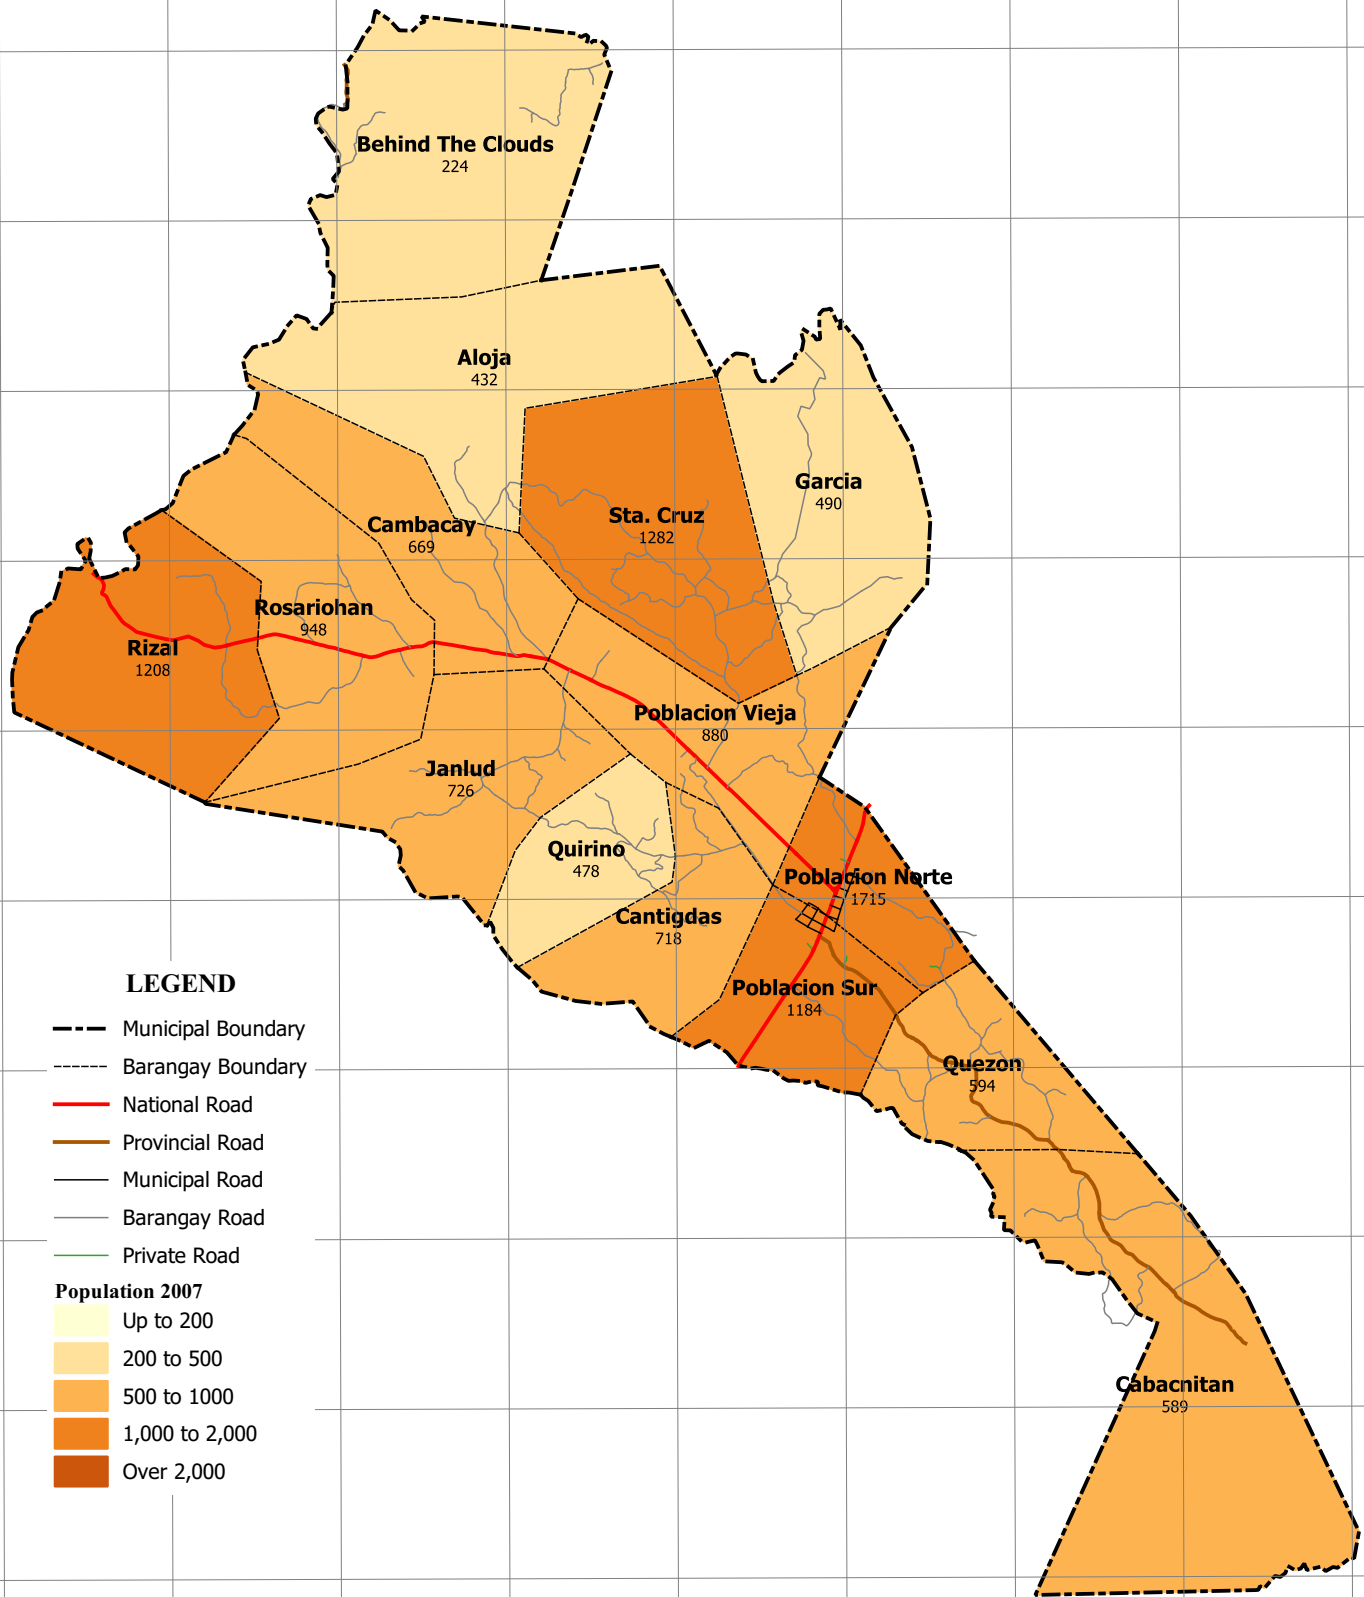 Behind The Clouds
224
Aloja
432
Garcia
490
Sta. Cruz
1282
Cambacay
669
Rosariohan
948
Rizal
1208
Poblacion Vieja
880
Janlud
726
Quirino
478
Poblacion Norte
1715
Cantigdas
718
Poblacion Sur
1184
Quezon
594
Cabacnitan
589
LEGEND
Municipal Boundary
Barangay Boundary
National Road
Provincial Road
Municipal Road
Barangay Road
Private Road
Population 2007
Up to 200
200 to 500
500 to 1000
1,000 to 2,000
Over 2,000